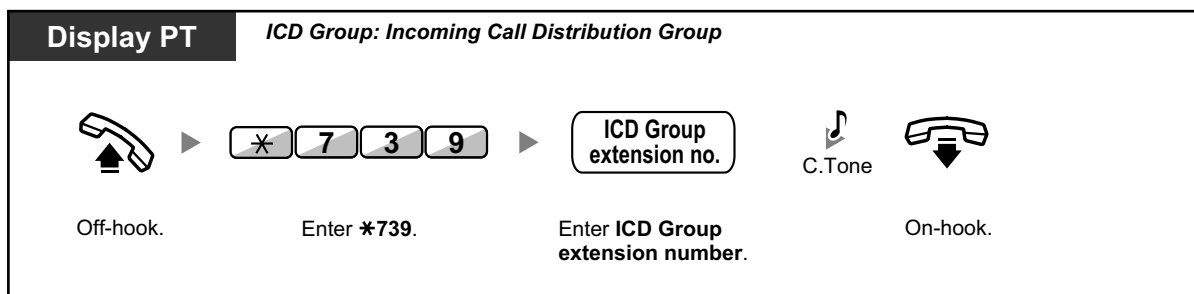 Display PT
ICD Group: Incoming Call Distribution Group
7 3 9
ICD Group
extension no.
C.Tone
Off-hook.
Enter *739.
Enter ICD Group
extension number.
On-hook.